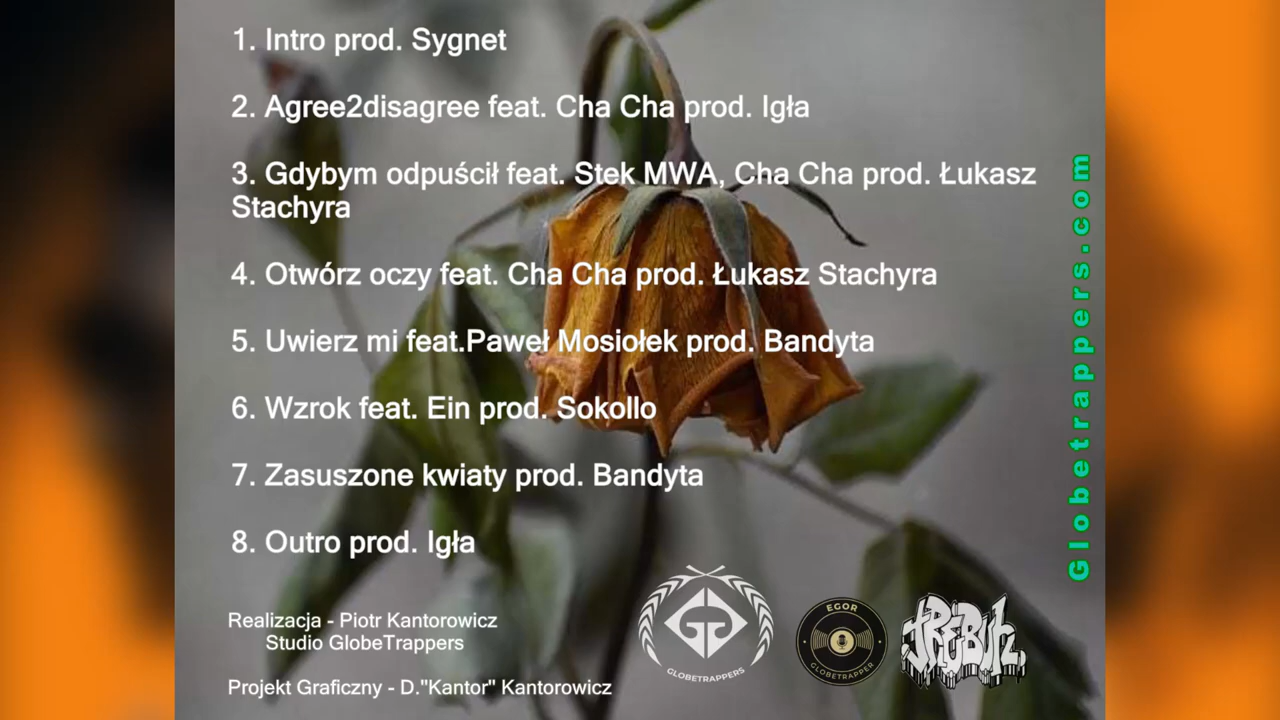 1. Intro prod. Sygnet
2. Agree2disagree feat. Cha Cha prod. Igła
3. Gdybym odpuścił feat. Stek MWA, Cha Cha prod. Łukasz
Stachyra
4. Otwórz oczy feat. Cha Cha prod. Łukasz Stachyra
5. Uwierz mi feat.Paweł Mosiołek prod. Bandyta
6. Wzrok feat. Ein prod. Sokollo
7. Zasuszone kwiaty prod. Bandyta
8. Outro prod. Igła
Realizacja - Piotr Kantorowicz
Studio GlobeTrappers
Projekt Graficzny - D."Kantor" Kantorowicz
GLOBETRAPPERS
EGOR
GLOBETRAPPER
Globetrappers.com